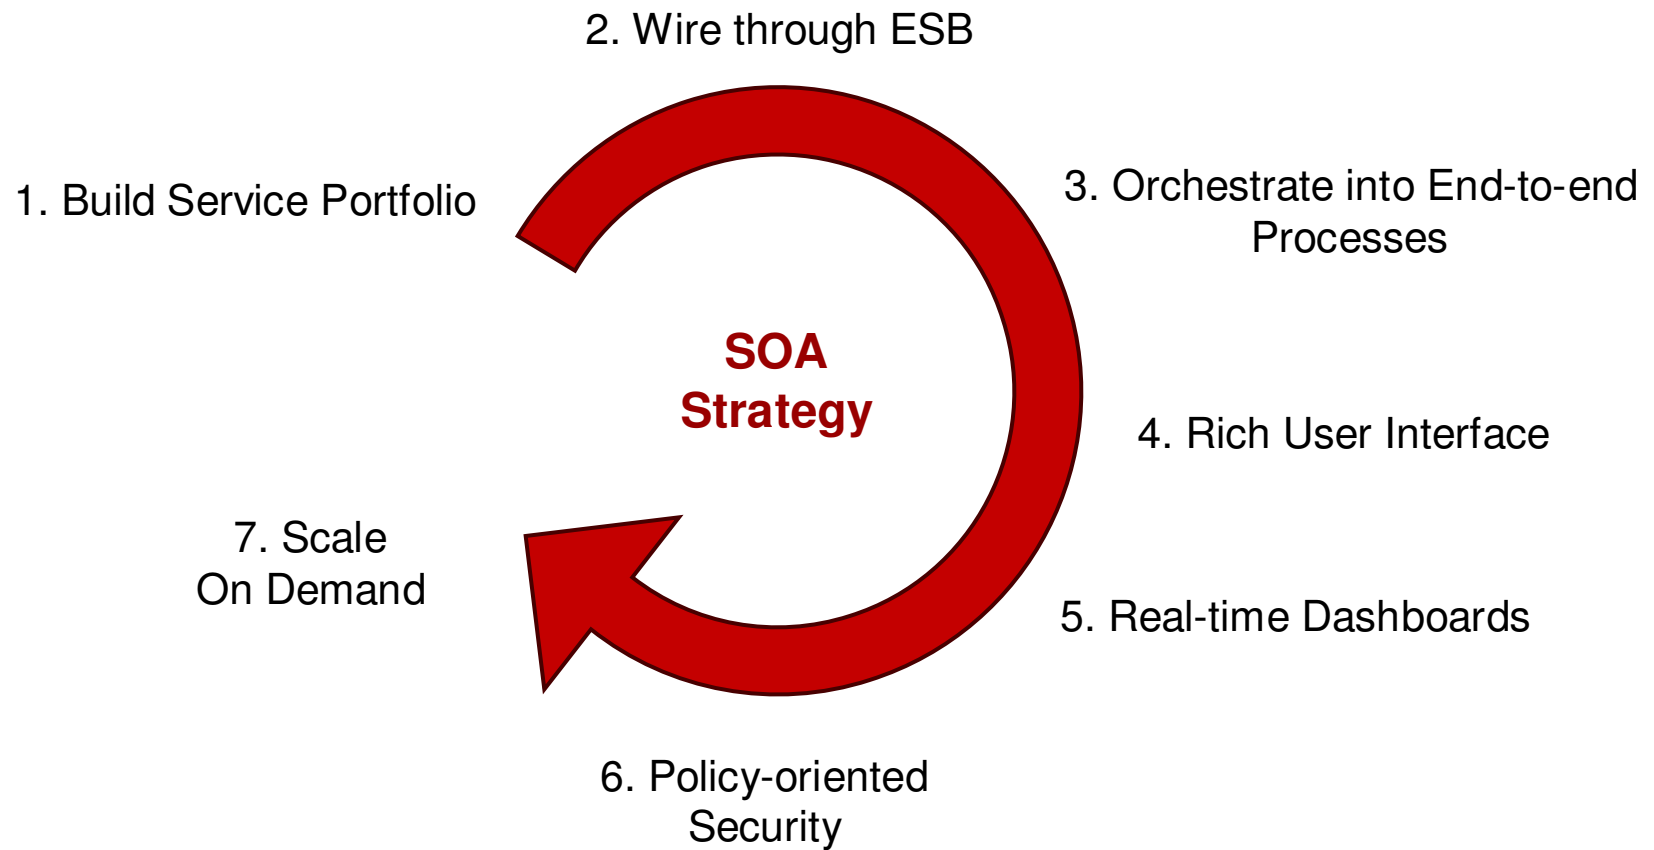 2. Wire through ESB
1. Build Service Portfolio
3. Orchestrate into End-to-end
Processes
SOA
Strategy
4. Rich User Interface
7. Scale
On Demand
5. Real-time Dashboards
6. Policy-oriented
Security